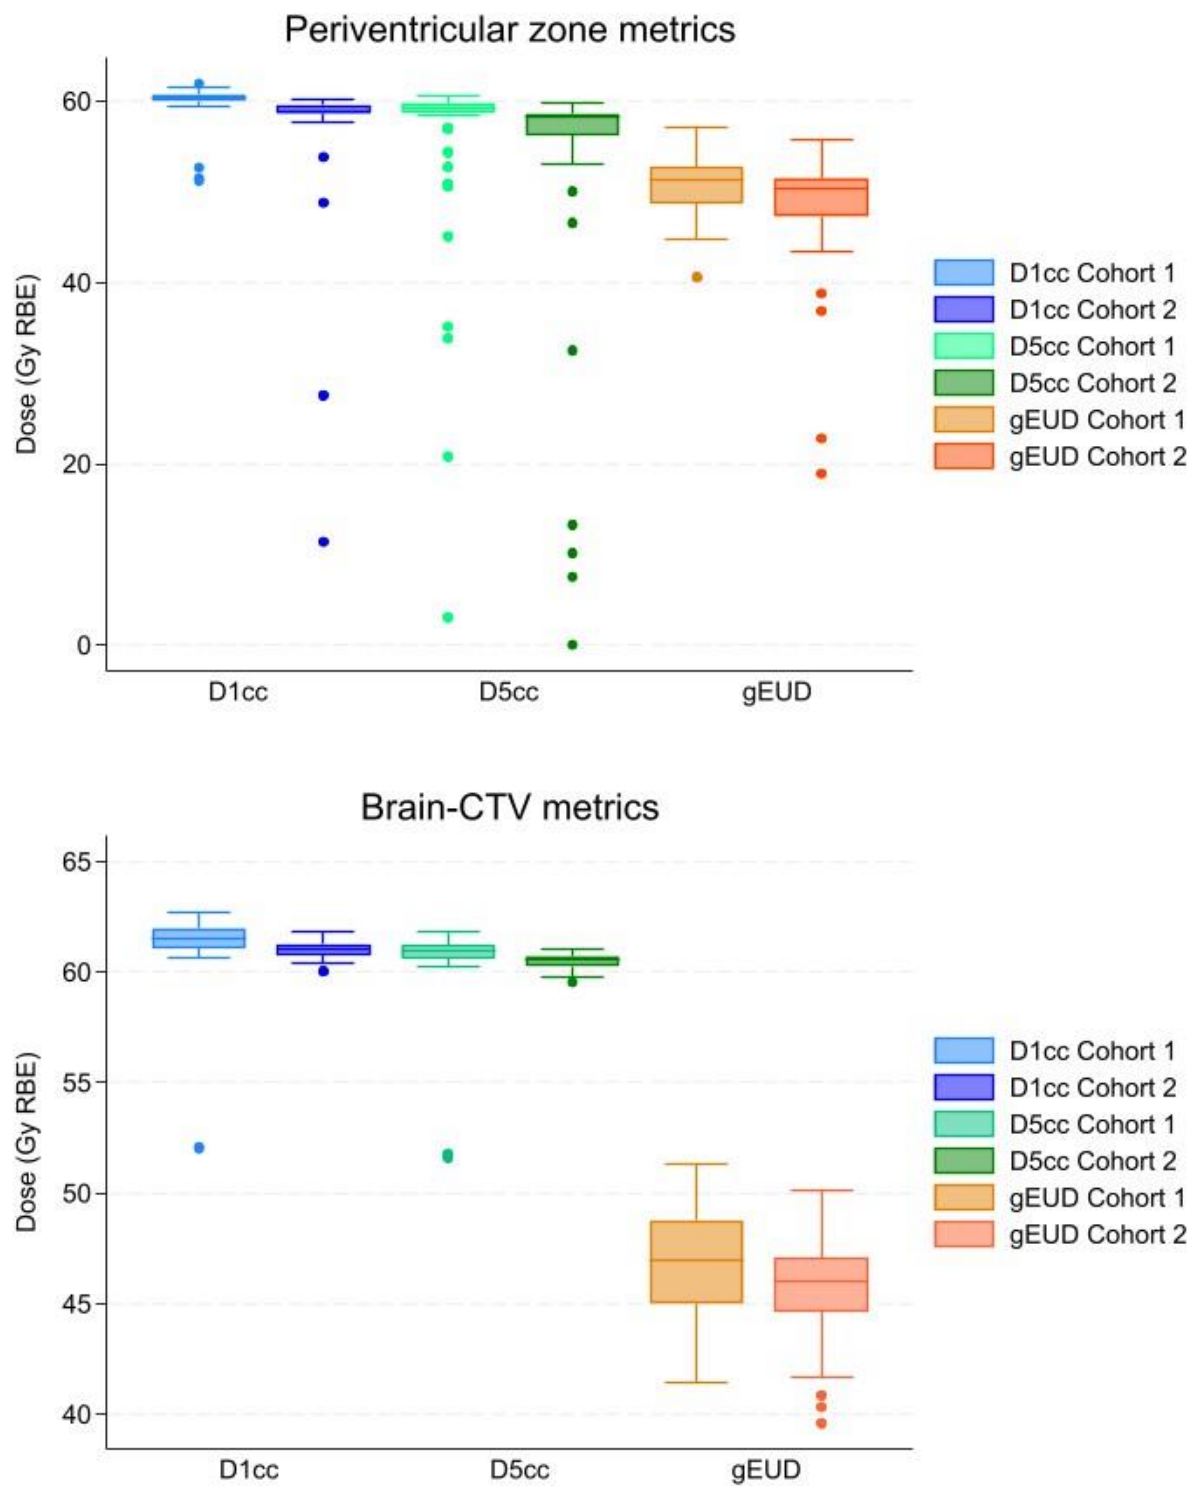 Periventricular zone metrics
Dose (Gy RBE)
60
40
20
0
D1cc D5cc gEUD
D1cc Cohort 1
D1cc Cohort 2
D5cc Cohort 1
D5cc Cohort 2
gEUD Cohort 1
gEUD Cohort 2
Brain-CTV metrics
Dose (Gy RBE)
65
60
55
50
45
40
D1cc D5cc gEUD
D1cc Cohort 1
D1cc Cohort 2
D5cc Cohort 1
D5cc Cohort 2
gEUD Cohort 1
gEUD Cohort 2